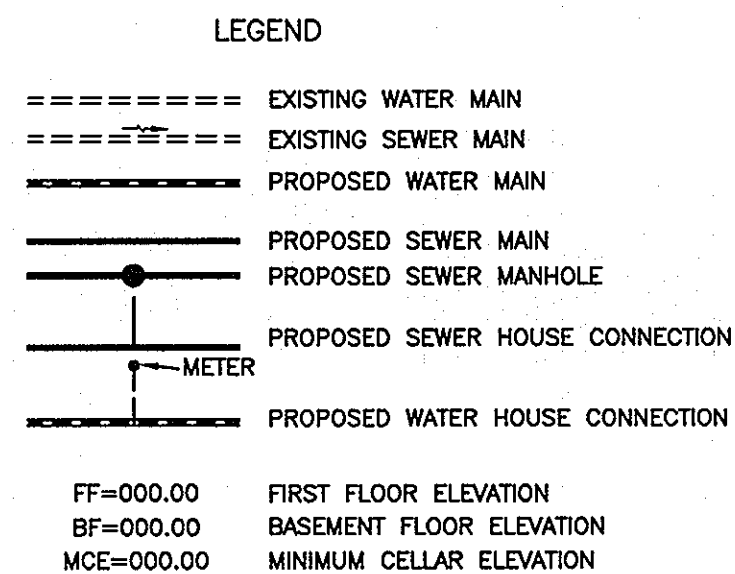 LEGEND
EXISTING WATER MAIN
EXISTING SEWER MAIN
PROPOSED WATER MAIN
PROPOSED SEWER MAIN
PROPOSED SEWER MANHOLE
PROPOSED SEWER HOUSE CONNECTION
METER
PROPOSED WATER HOUSE CONNECTION
FF=000.00 FIRST FLOOR ELEVATION
BF=000.00 BASEMENT FLOOR ELEVATION
MCE=000.00 MINIMUM CELLAR ELEVATION